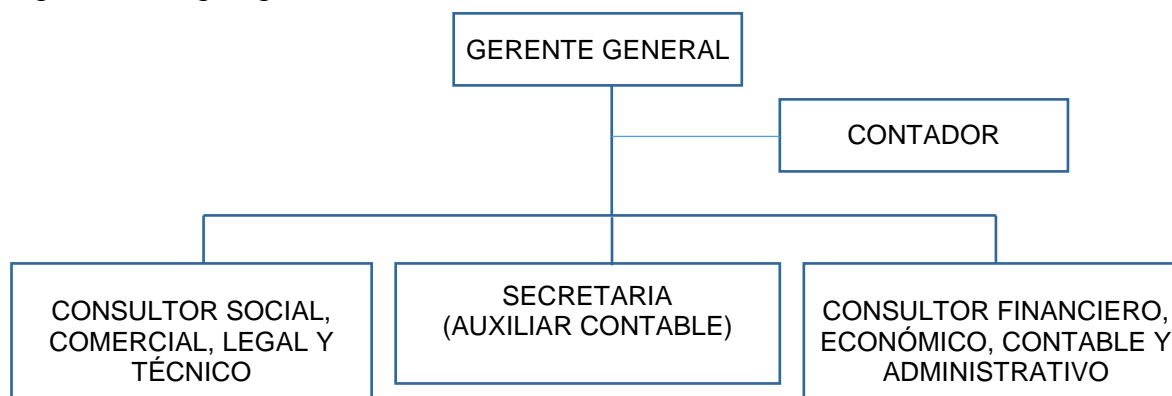 GERENTE GENERAL
CONTADOR
CONSULTOR SOCIAL,
COMERCIAL, LEGAL Y
TÉCNICO
SECRETARIA
(AUXILIAR CONTABLE)
CONSULTOR FINANCIERO,
ECONÓMICO, CONTABLE Y
ADMINISTRATIVO